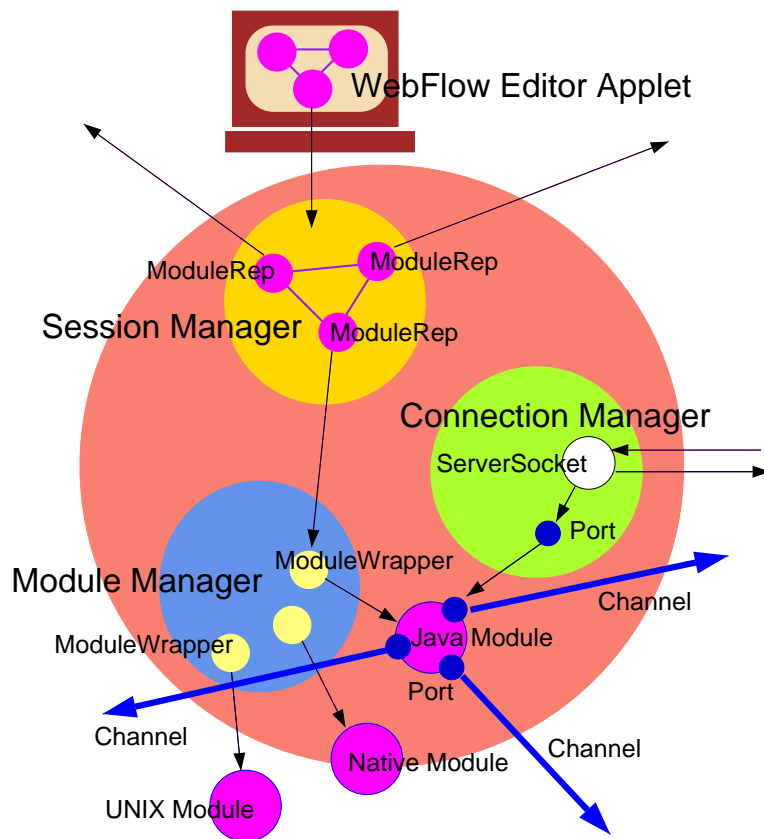 WebFlow Editor Applet
ModuleRep
ModuleRep
Session Manager
ModuleRep
Connection Manager
ServerSocket
Port
ModuleWrapper
Module Manager
Channel
ModuleWrapper
Java Module
Port
Channel
Channel
Native Module
UNIX Module